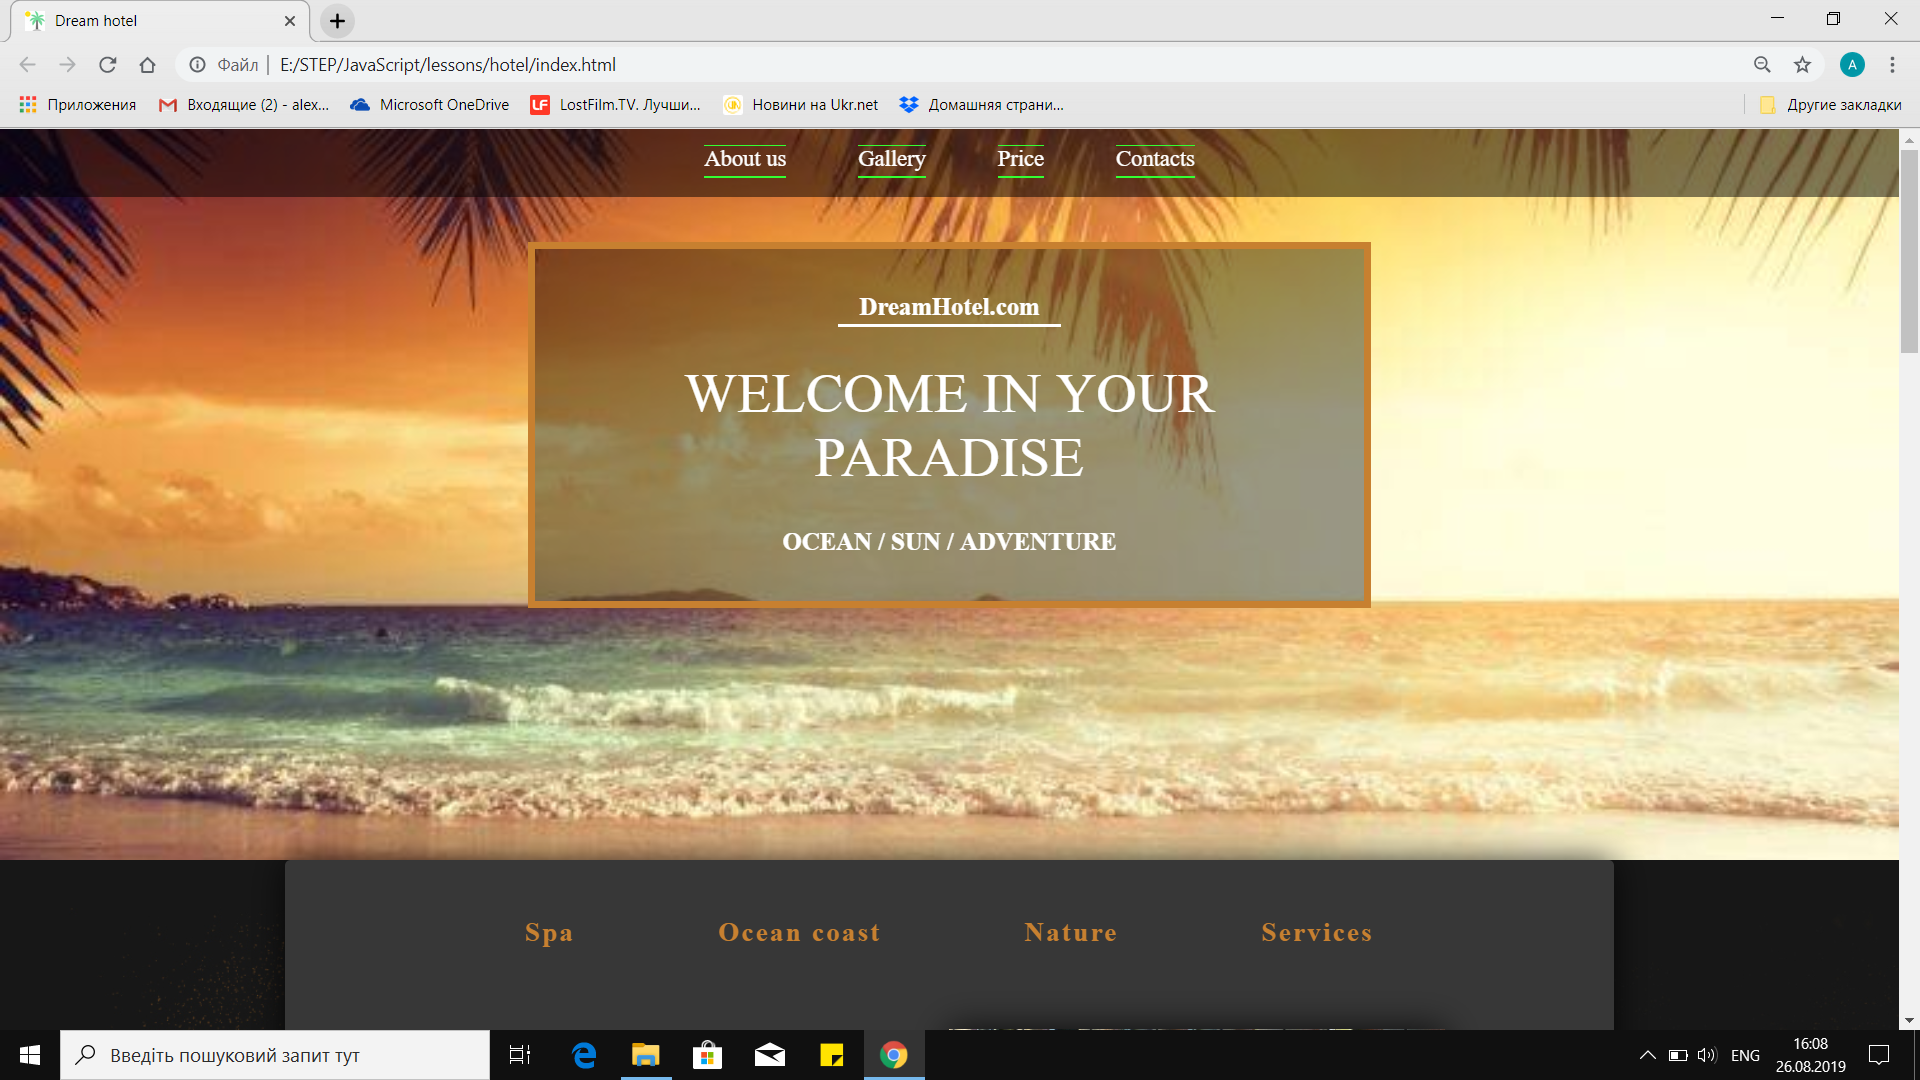 Dream hotel
Файл | E:/STEP/JavaScript/lessons/hotel/index.html
A
Приложения Входящие (2) - alex... Microsoft OneDrive LF LostFilm.TV. Лучши... Новини на Ukr.net Домашняя страни... Другие закладки
About us Gallery Price Contacts
DreamHotel.com
WELCOME IN YOUR
PARADISE
OCEAN / SUN / ADVENTURE
Spa Ocean coast Nature Services
Введіть пошуковий запит тут
ENG
16:08
26.08.2019